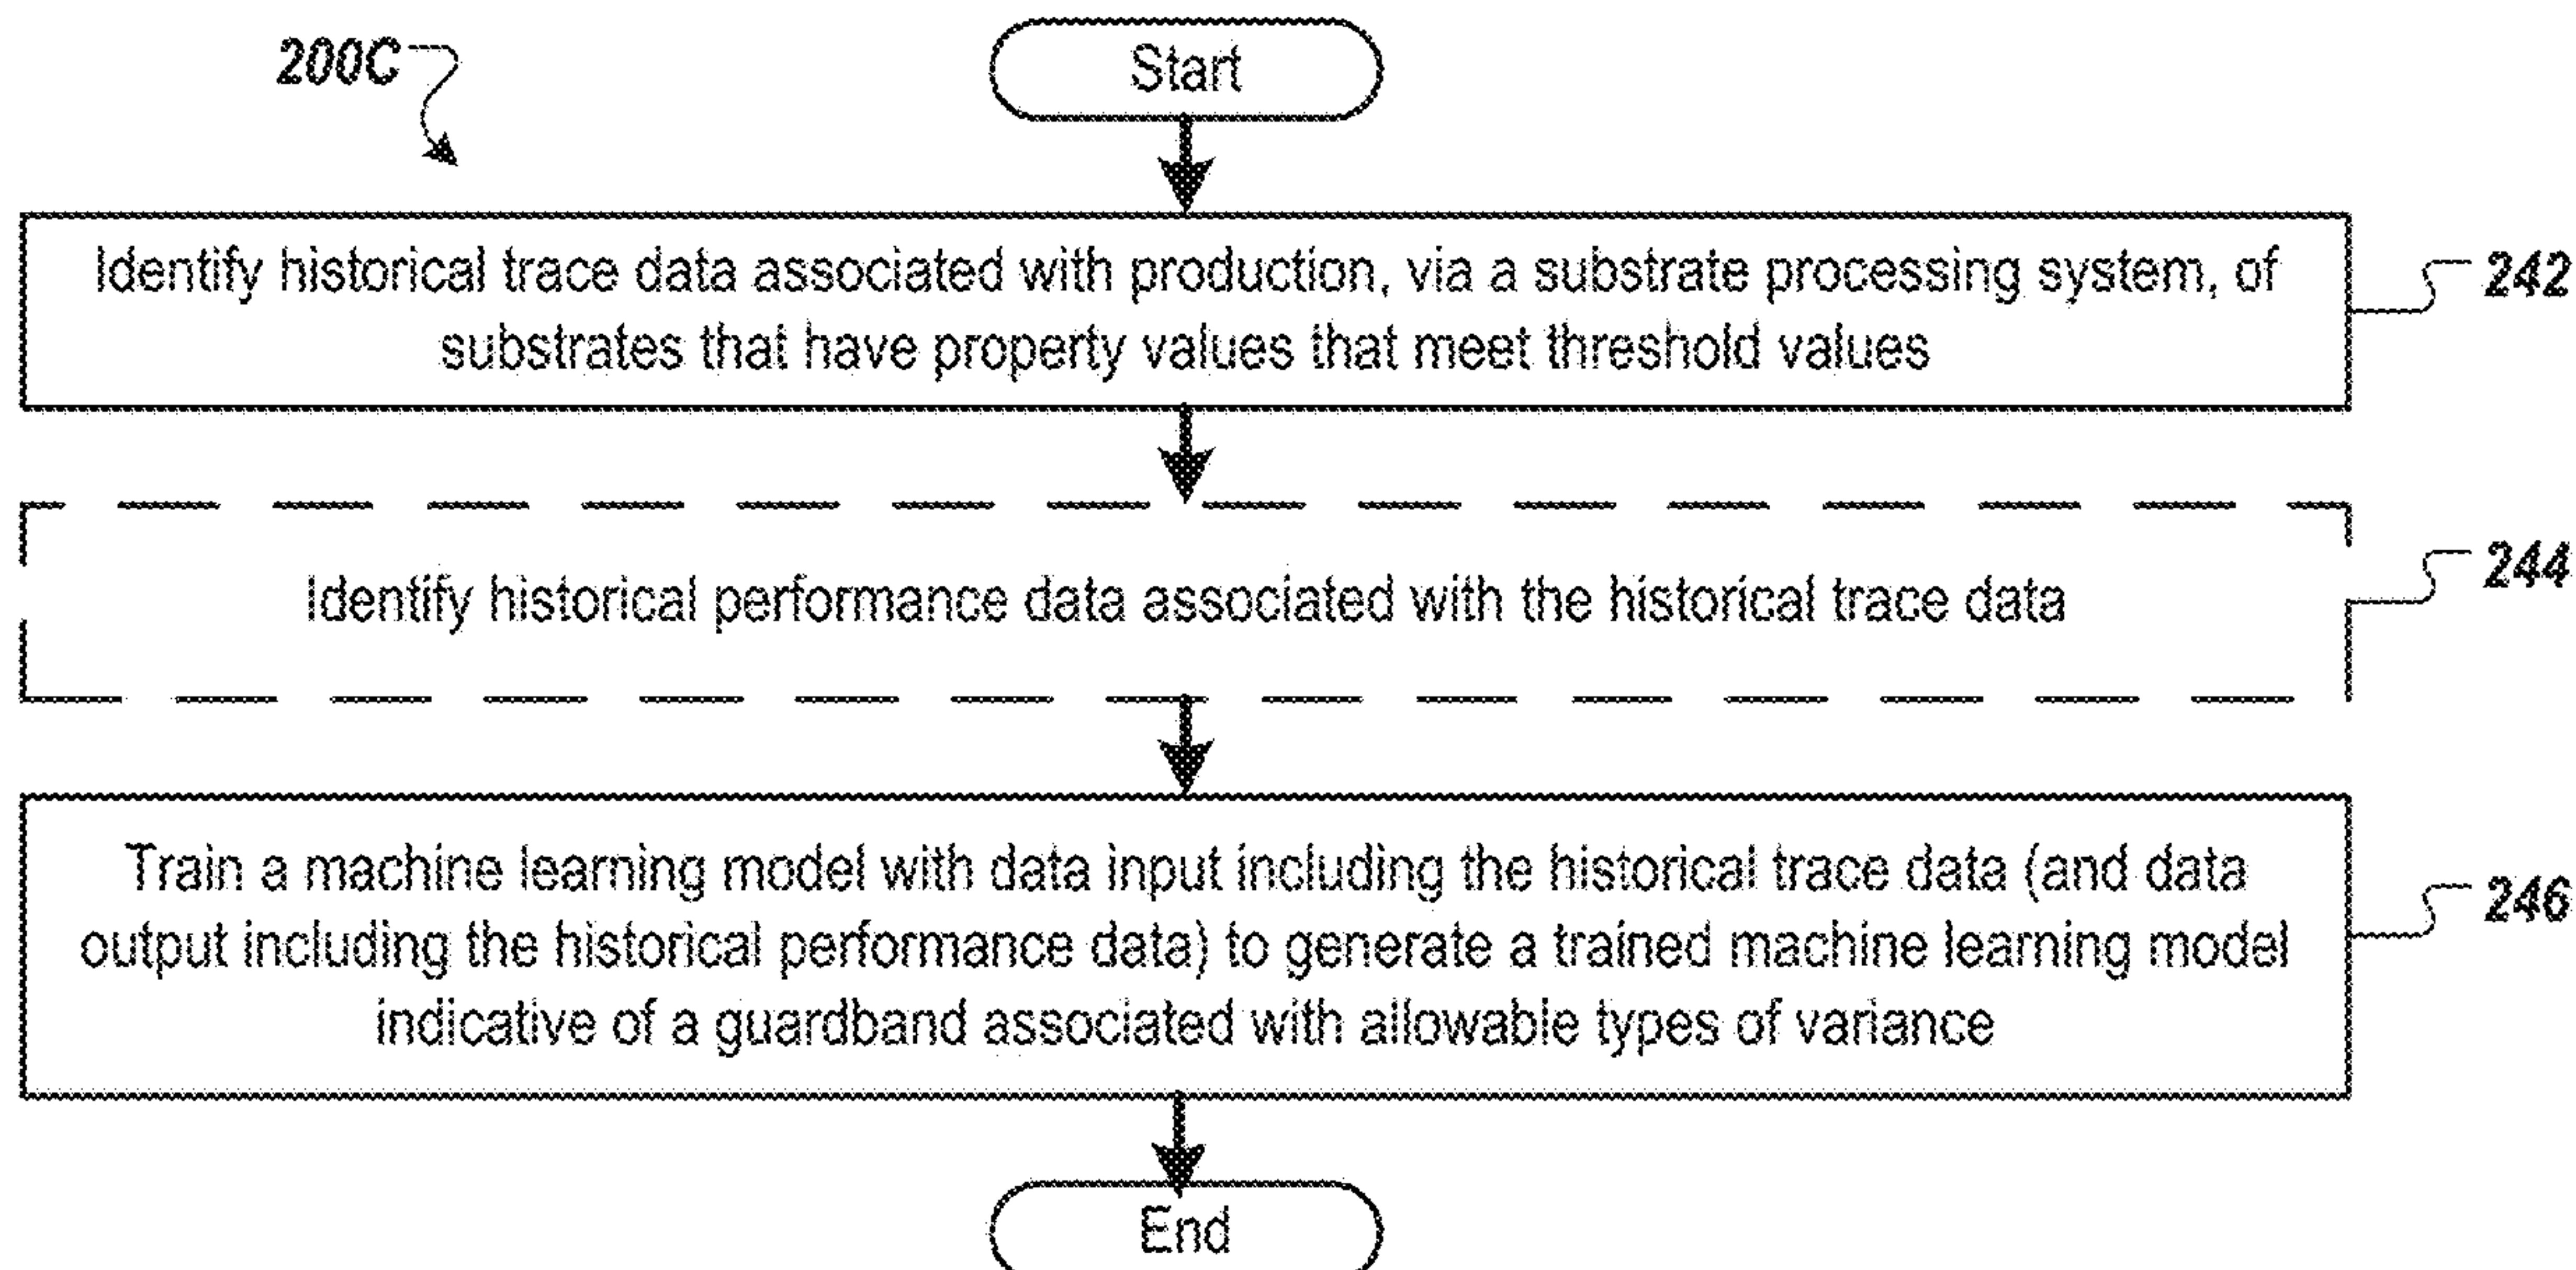 200C
Start
Identify historical trace data associated with production, via a substrate processing system, of
substrates that have property values that meet threshold values
242
Identify historical performance data associated with the historical trace data
244
Train a machine learning model with data input including the historical trace data (and data
output including the historical performance data) to generate a trained machine learning model
indicative of a guardband associated with allowable types of variance
246
End